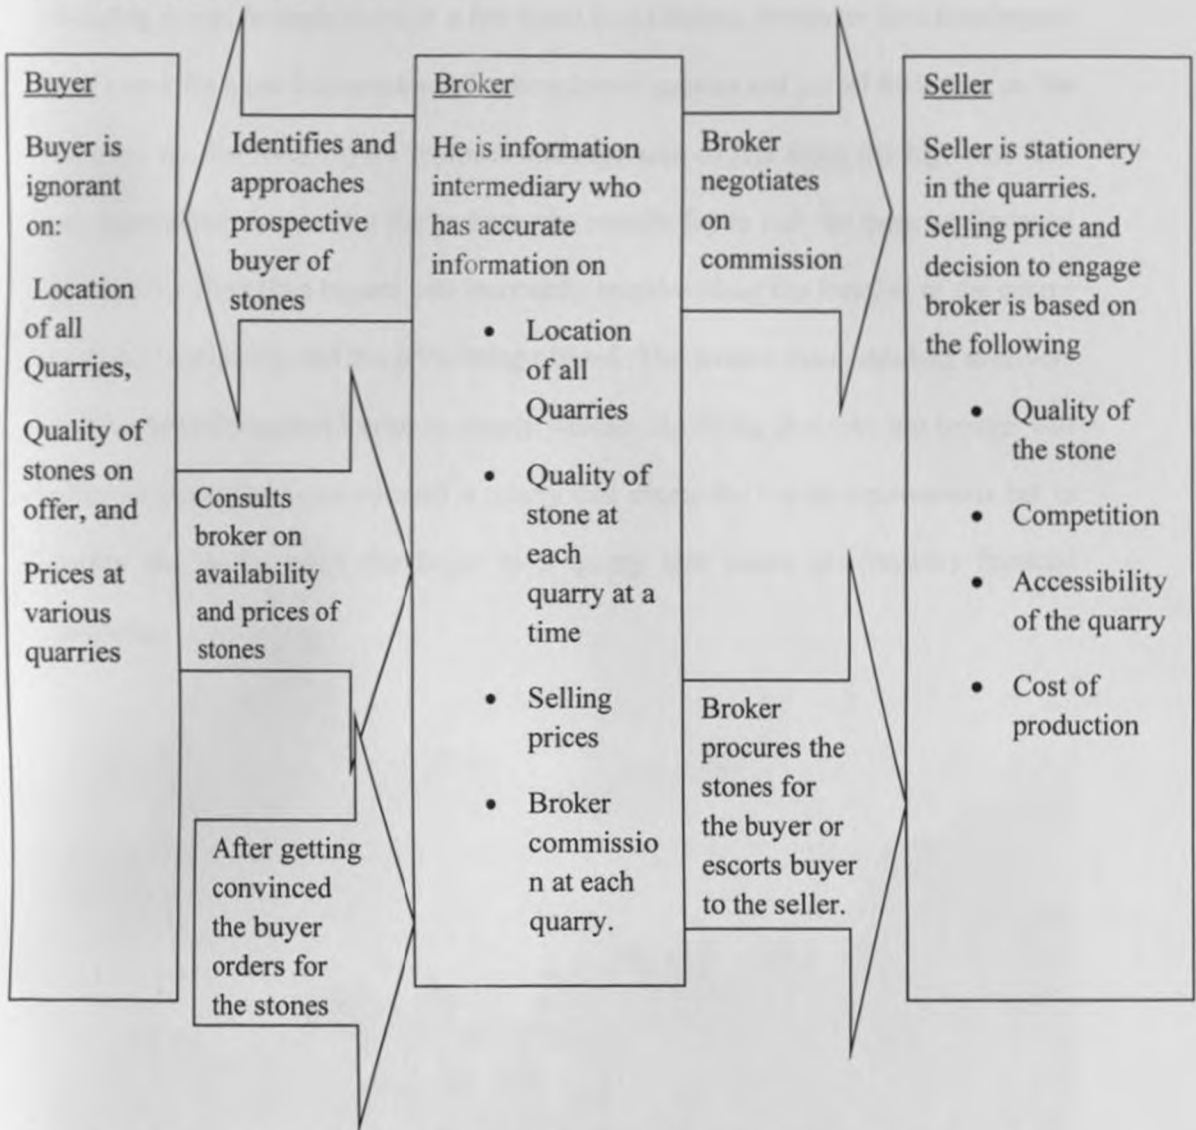 Buyer
Buyer is
ignorant
on:
Location
of all
Quarries,
Quality of
stones on
offer, and
Prices at
various
quarries
Identifies and
approaches
prospective
buyer of
stones
Consults
broker on
availability
and prices of
stones
After getting
convinced
the buyer
orders for
the stones
Broker
He is information
intermediary who
has accurate
information on
• Location
of all
Quarries
• Quality of
stone at
each
quarry at a
time
• Selling
prices
• Broker
commissio
n at each
quarry.
Broker
negotiates
on
commission
Broker
procures the
stones for
the buyer or
escorts buyer
to the seller.
Seller
Seller is stationery
in the quarries.
Selling price and
decision to engage
broker is based on
the following
• Quality of
the stone
• Competition
• Accessibility
of the quarry
• Cost of
production